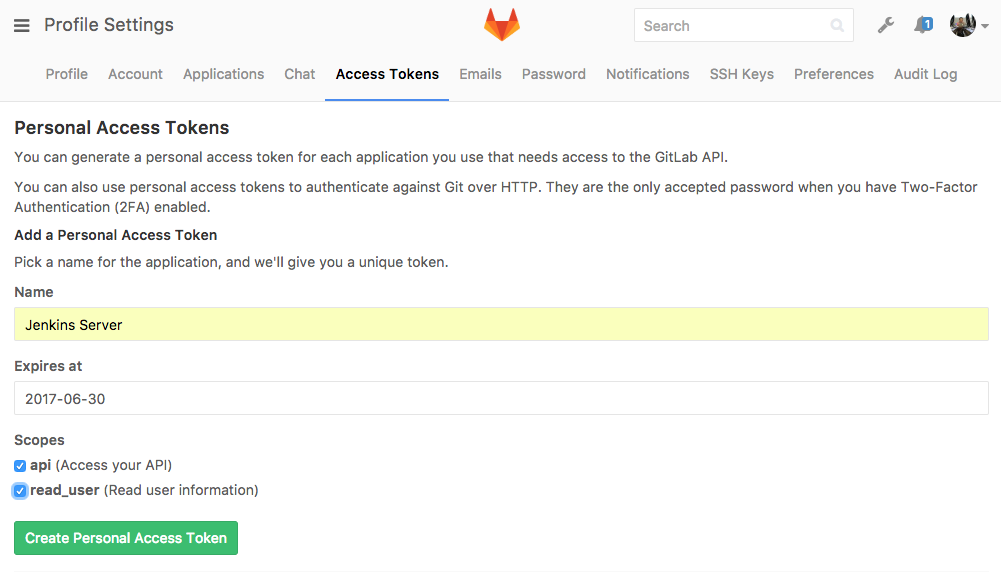 Profile Settings
Search
1
Profile Account Applications Chat Access Tokens Emails Password Notifications SSH Keys Preferences Audit Log
Personal Access Tokens
You can generate a personal access token for each application you use that needs access to the GitLab API.
You can also use personal access tokens to authenticate against Git over HTTP. They are the only accepted password when you have Two-Factor
Authentication (2FA) enabled.
Add a Personal Access Token
Pick a name for the application, and we'll give you a unique token.
Name
Jenkins Server
Expires at
2017-06-30
Scopes
api (Access your API)
read_user (Read user information)
Create Personal Access Token